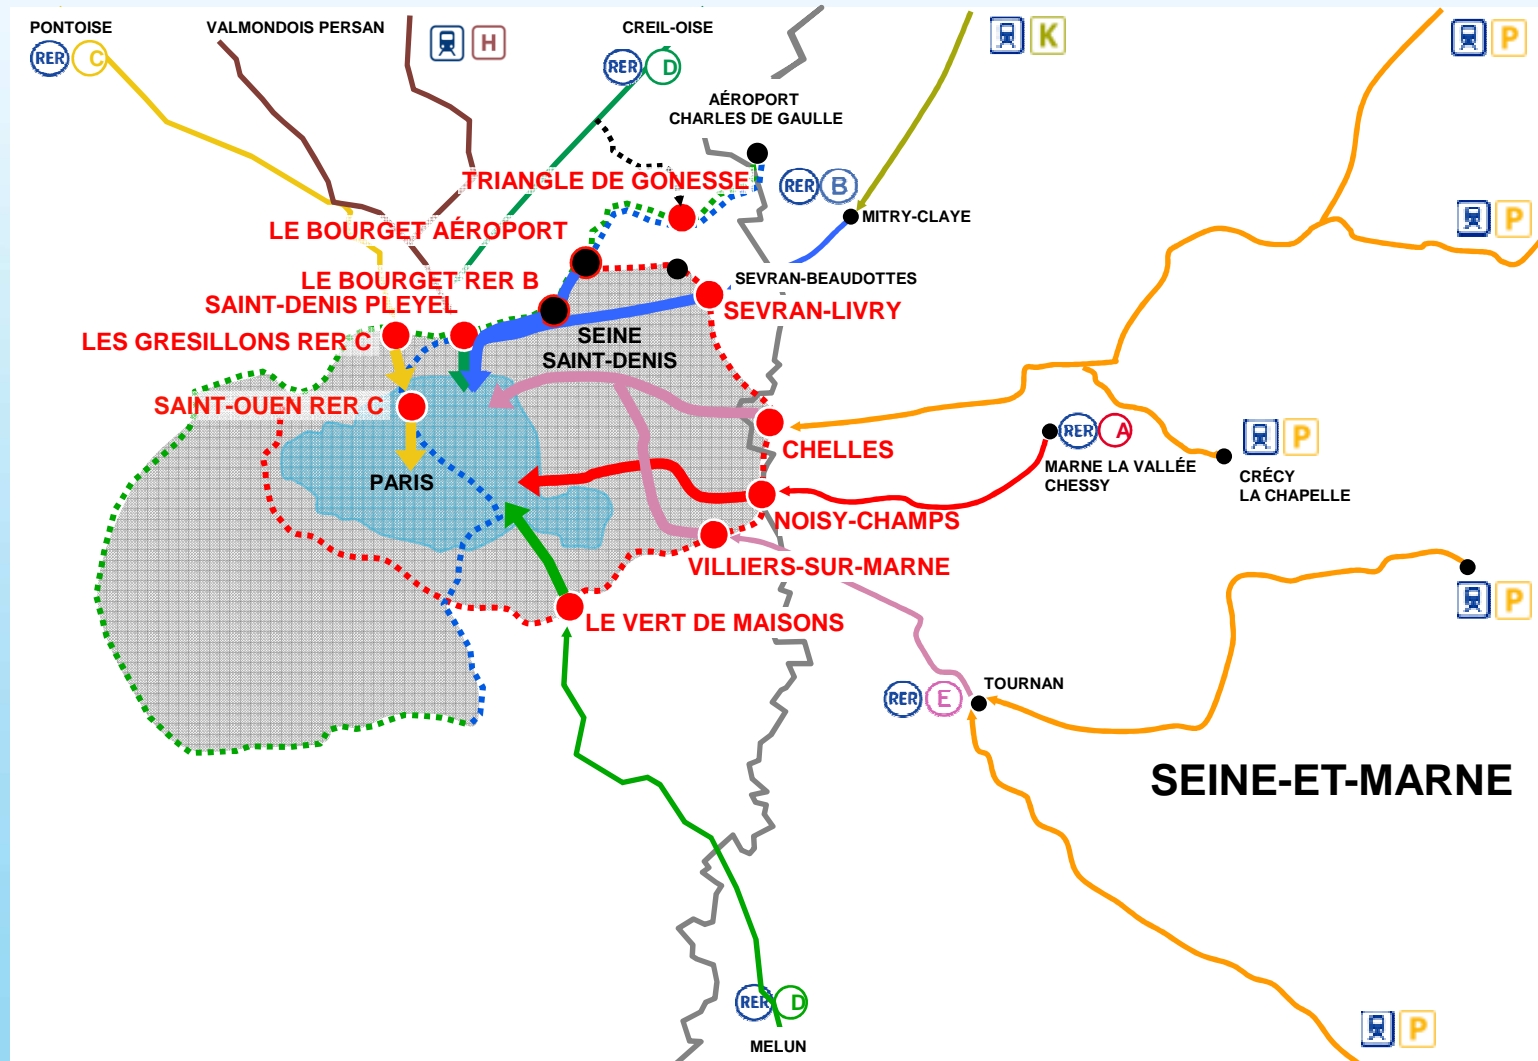 PONTOISE
VALMONDOIS PERSAN
CREIL-OISE
RER C
H
RER D
K
P
AÉROPORT
CHARLES DE GAULLE
TRIANGLE DE GONESSE
RER B
MITRY-CLAYE
P
LE BOURGET AÉROPORT
LE BOURGET RER B
SEVRAN-BEAUDOTTES
SAINT-DENIS PLEYEL
SEVRAN-LIVRY
LES GRESILLONS RER C
SEINE
SAINT-DENIS
SAINT-OUEN RER C
CHELLES
RER A
P
MARNE LA VALLÉE
CHESSY
CRÉCY
LA CHAPELLE
PARIS
NOISY-CHAMPS
VILLIERS-SUR-MARNE
P
LE VERT DE MAISONS
RER E
TOURNAN
SEINE-ET-MARNE
RER D
MELUN
P